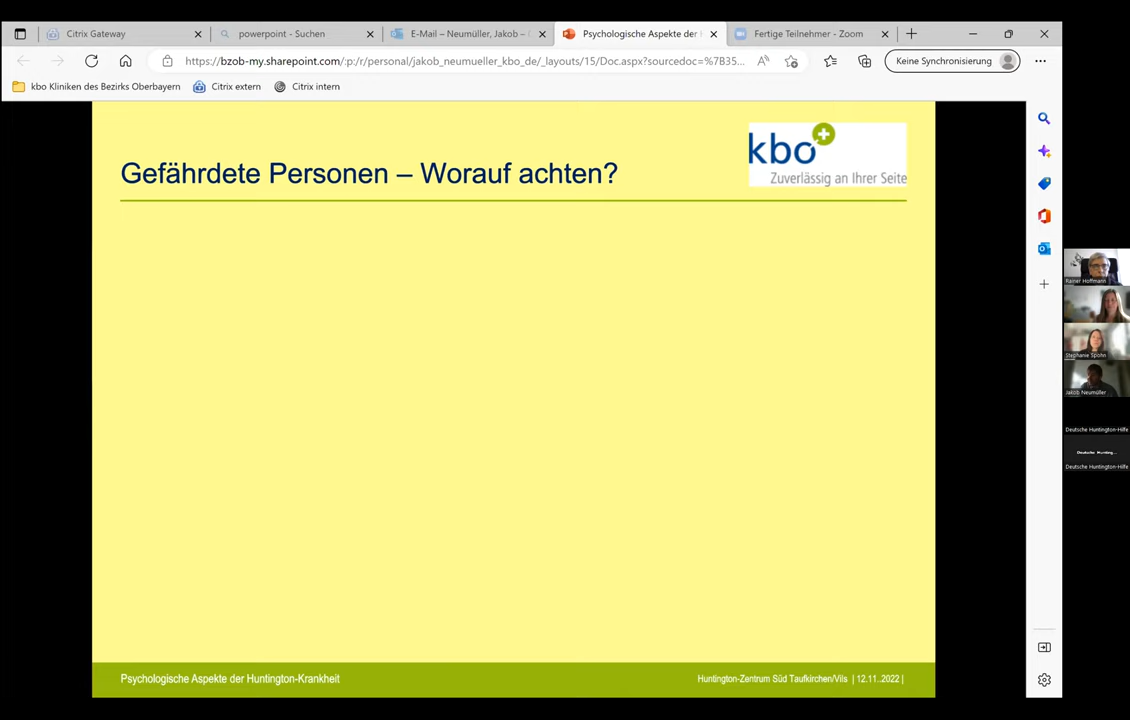 Citrix Gateway
powerpoint - Suchen
E-Mail – Neumüller, Jakob –
Psychologische Aspekte der
Fertige Teilnehmer - Zoom
https://bzob-my.sharepoint.com/:p:/r/personal/jakob_neumueller_kbo_de/_layouts/15/Doc.aspx?sourcedoc=%7B35...
Keine Synchronisierung
kbo Kliniken des Bezirks Oberbayern
Citrix extern
Citrix intern
Gefährdete Personen – Worauf achten?
kbo
Zuverlässig an Ihrer Seite
Rainer Hoffmann
Stephanie Spohn
Jakob Neumüller
Deutsche Huntington-Hilfe
Deutsche Hunting...
Deutsche Huntington-Hilfe
Psychologische Aspekte der Huntington-Krankheit
Huntington-Zentrum Süd Taufkirchen/Vils | 12.11..2022 |